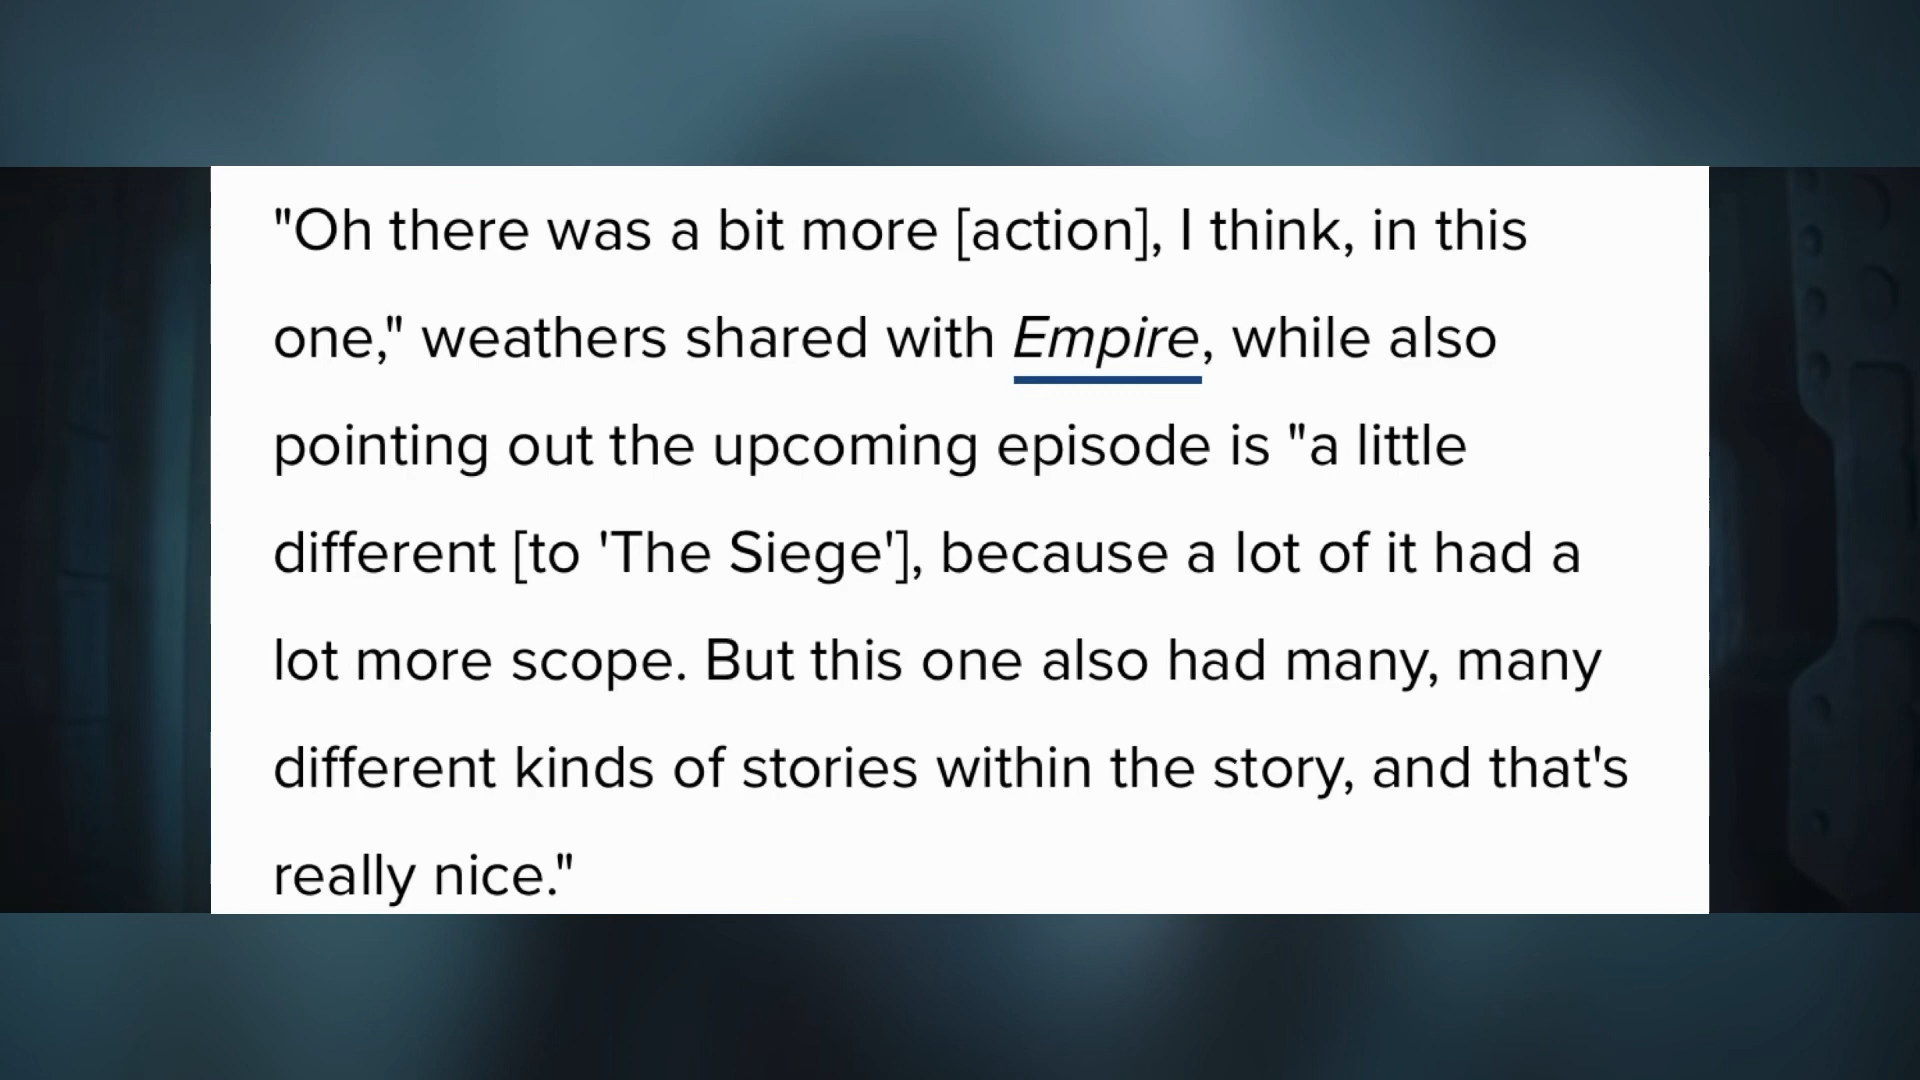 "Oh there was a bit more [action], I think, in this
one," weathers shared with Empire, while also
pointing out the upcoming episode is "a little
different [to 'The Siege'], because a lot of it had a
lot more scope. But this one also had many, many
different kinds of stories within the story, and that's
really nice."